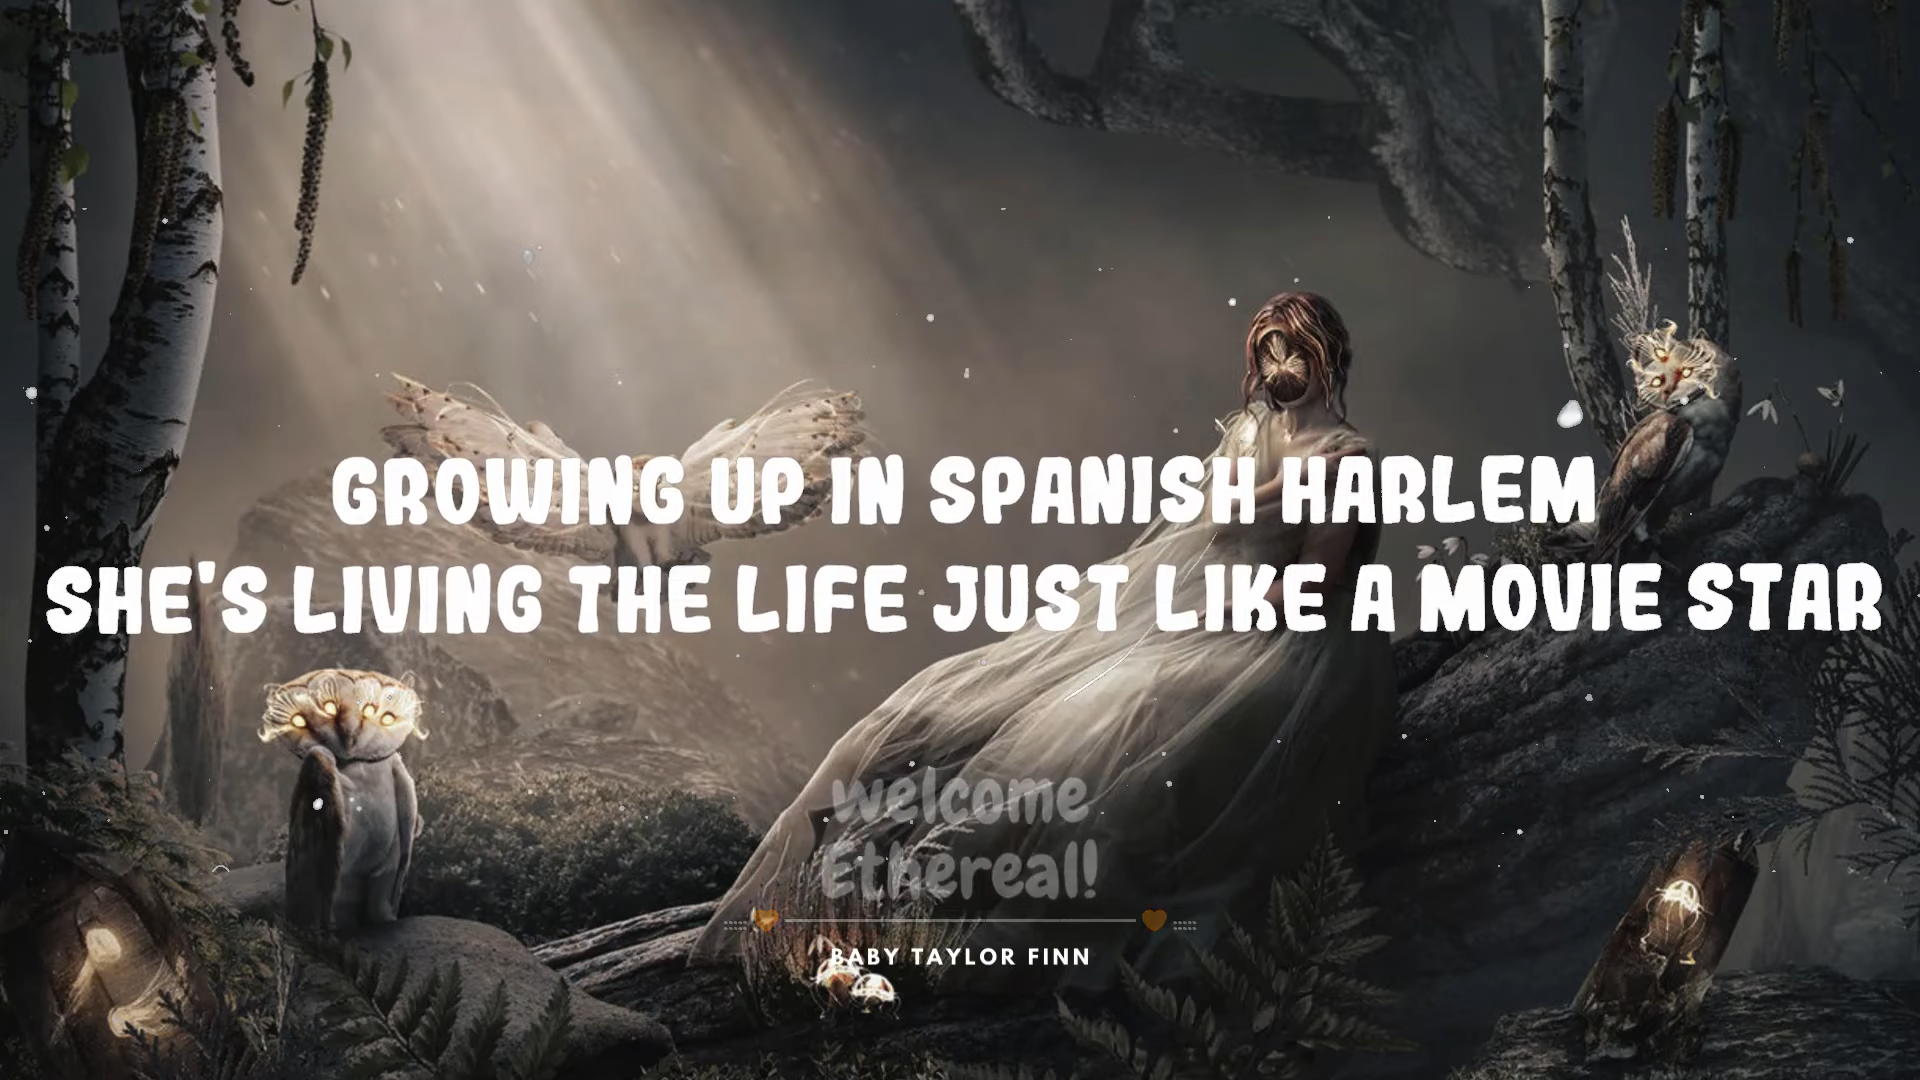 GROWING UP IN SPANISH HARLEM
SHE'S LIVING THE LIFE JUST LIKE A MOVIE STAR
welcome
Ethereal!
BABY TAYLOR FINN